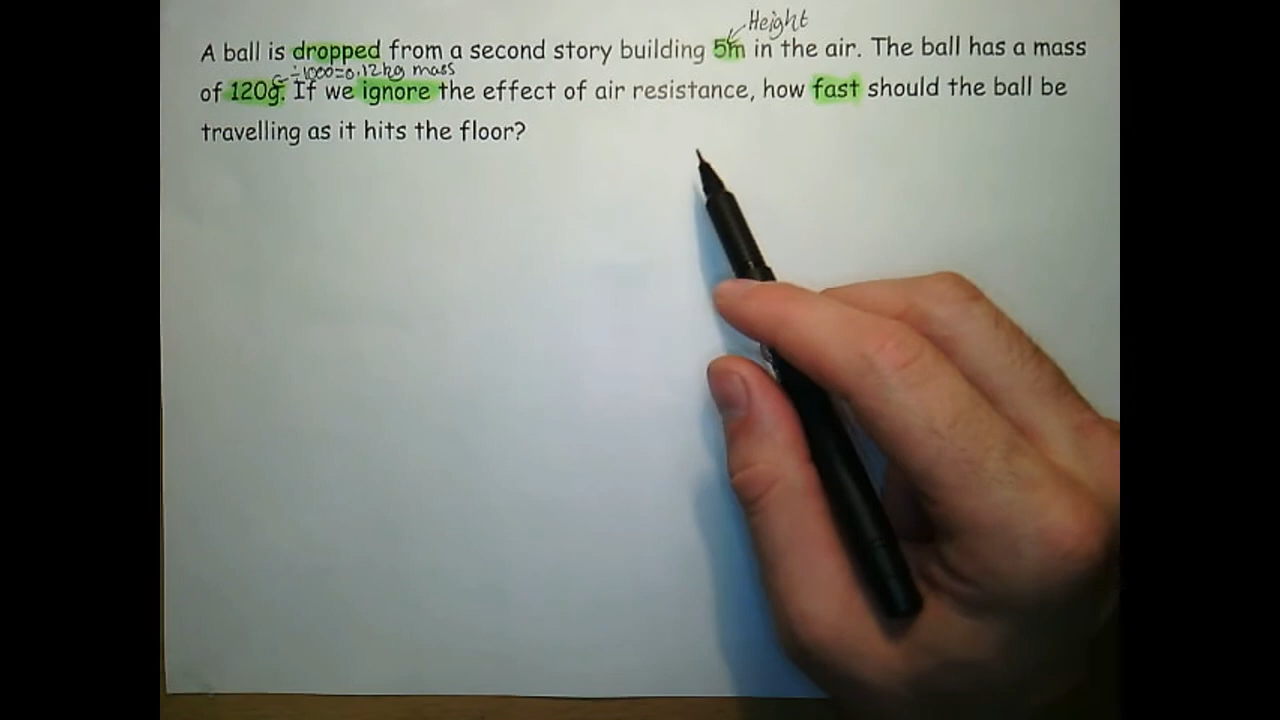 Height
A ball is dropped from a second story building 5m in the air. The ball has a mass
÷1000=0.12kg mass
of 120g. If we ignore the effect of air resistance, how fast should the ball be
travelling as it hits the floor?